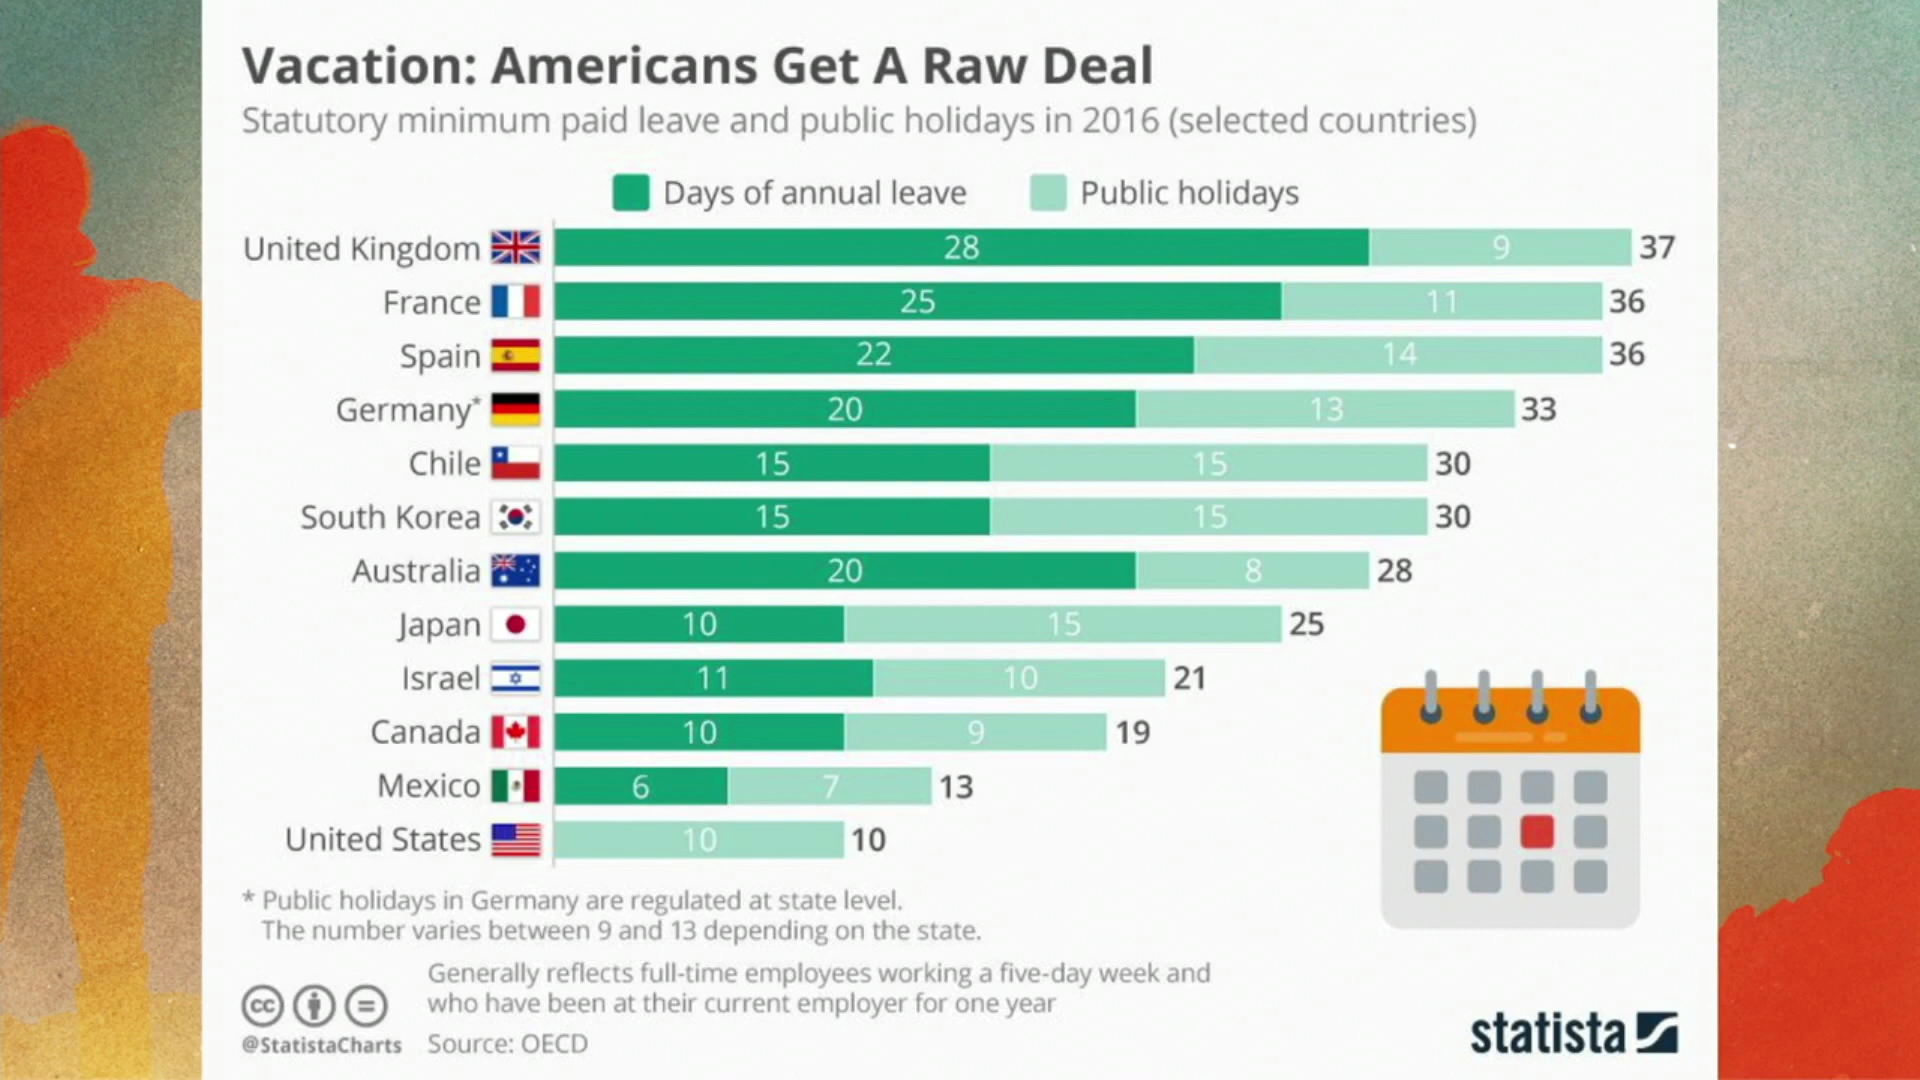 Vacation: Americans Get A Raw Deal
Statutory minimum paid leave and public holidays in 2016 (selected countries)
Days of annual leave Public holidays
United Kingdom 28 9 37
France 25 11 36
Spain 22 14 36
Germany* 20 13 33
Chile 15 15 30
South Korea 15 15 30
Australia 20 8 28
Japan 10 15 25
Israel 11 10 21
Canada 10 9 19
Mexico 6 7 13
United States 10 10
* Public holidays in Germany are regulated at state level.
The number varies between 9 and 13 depending on the state.
Generally reflects full-time employees working a five-day week and
who have been at their current employer for one year
cc
@StatistaCharts Source: OECD
statista